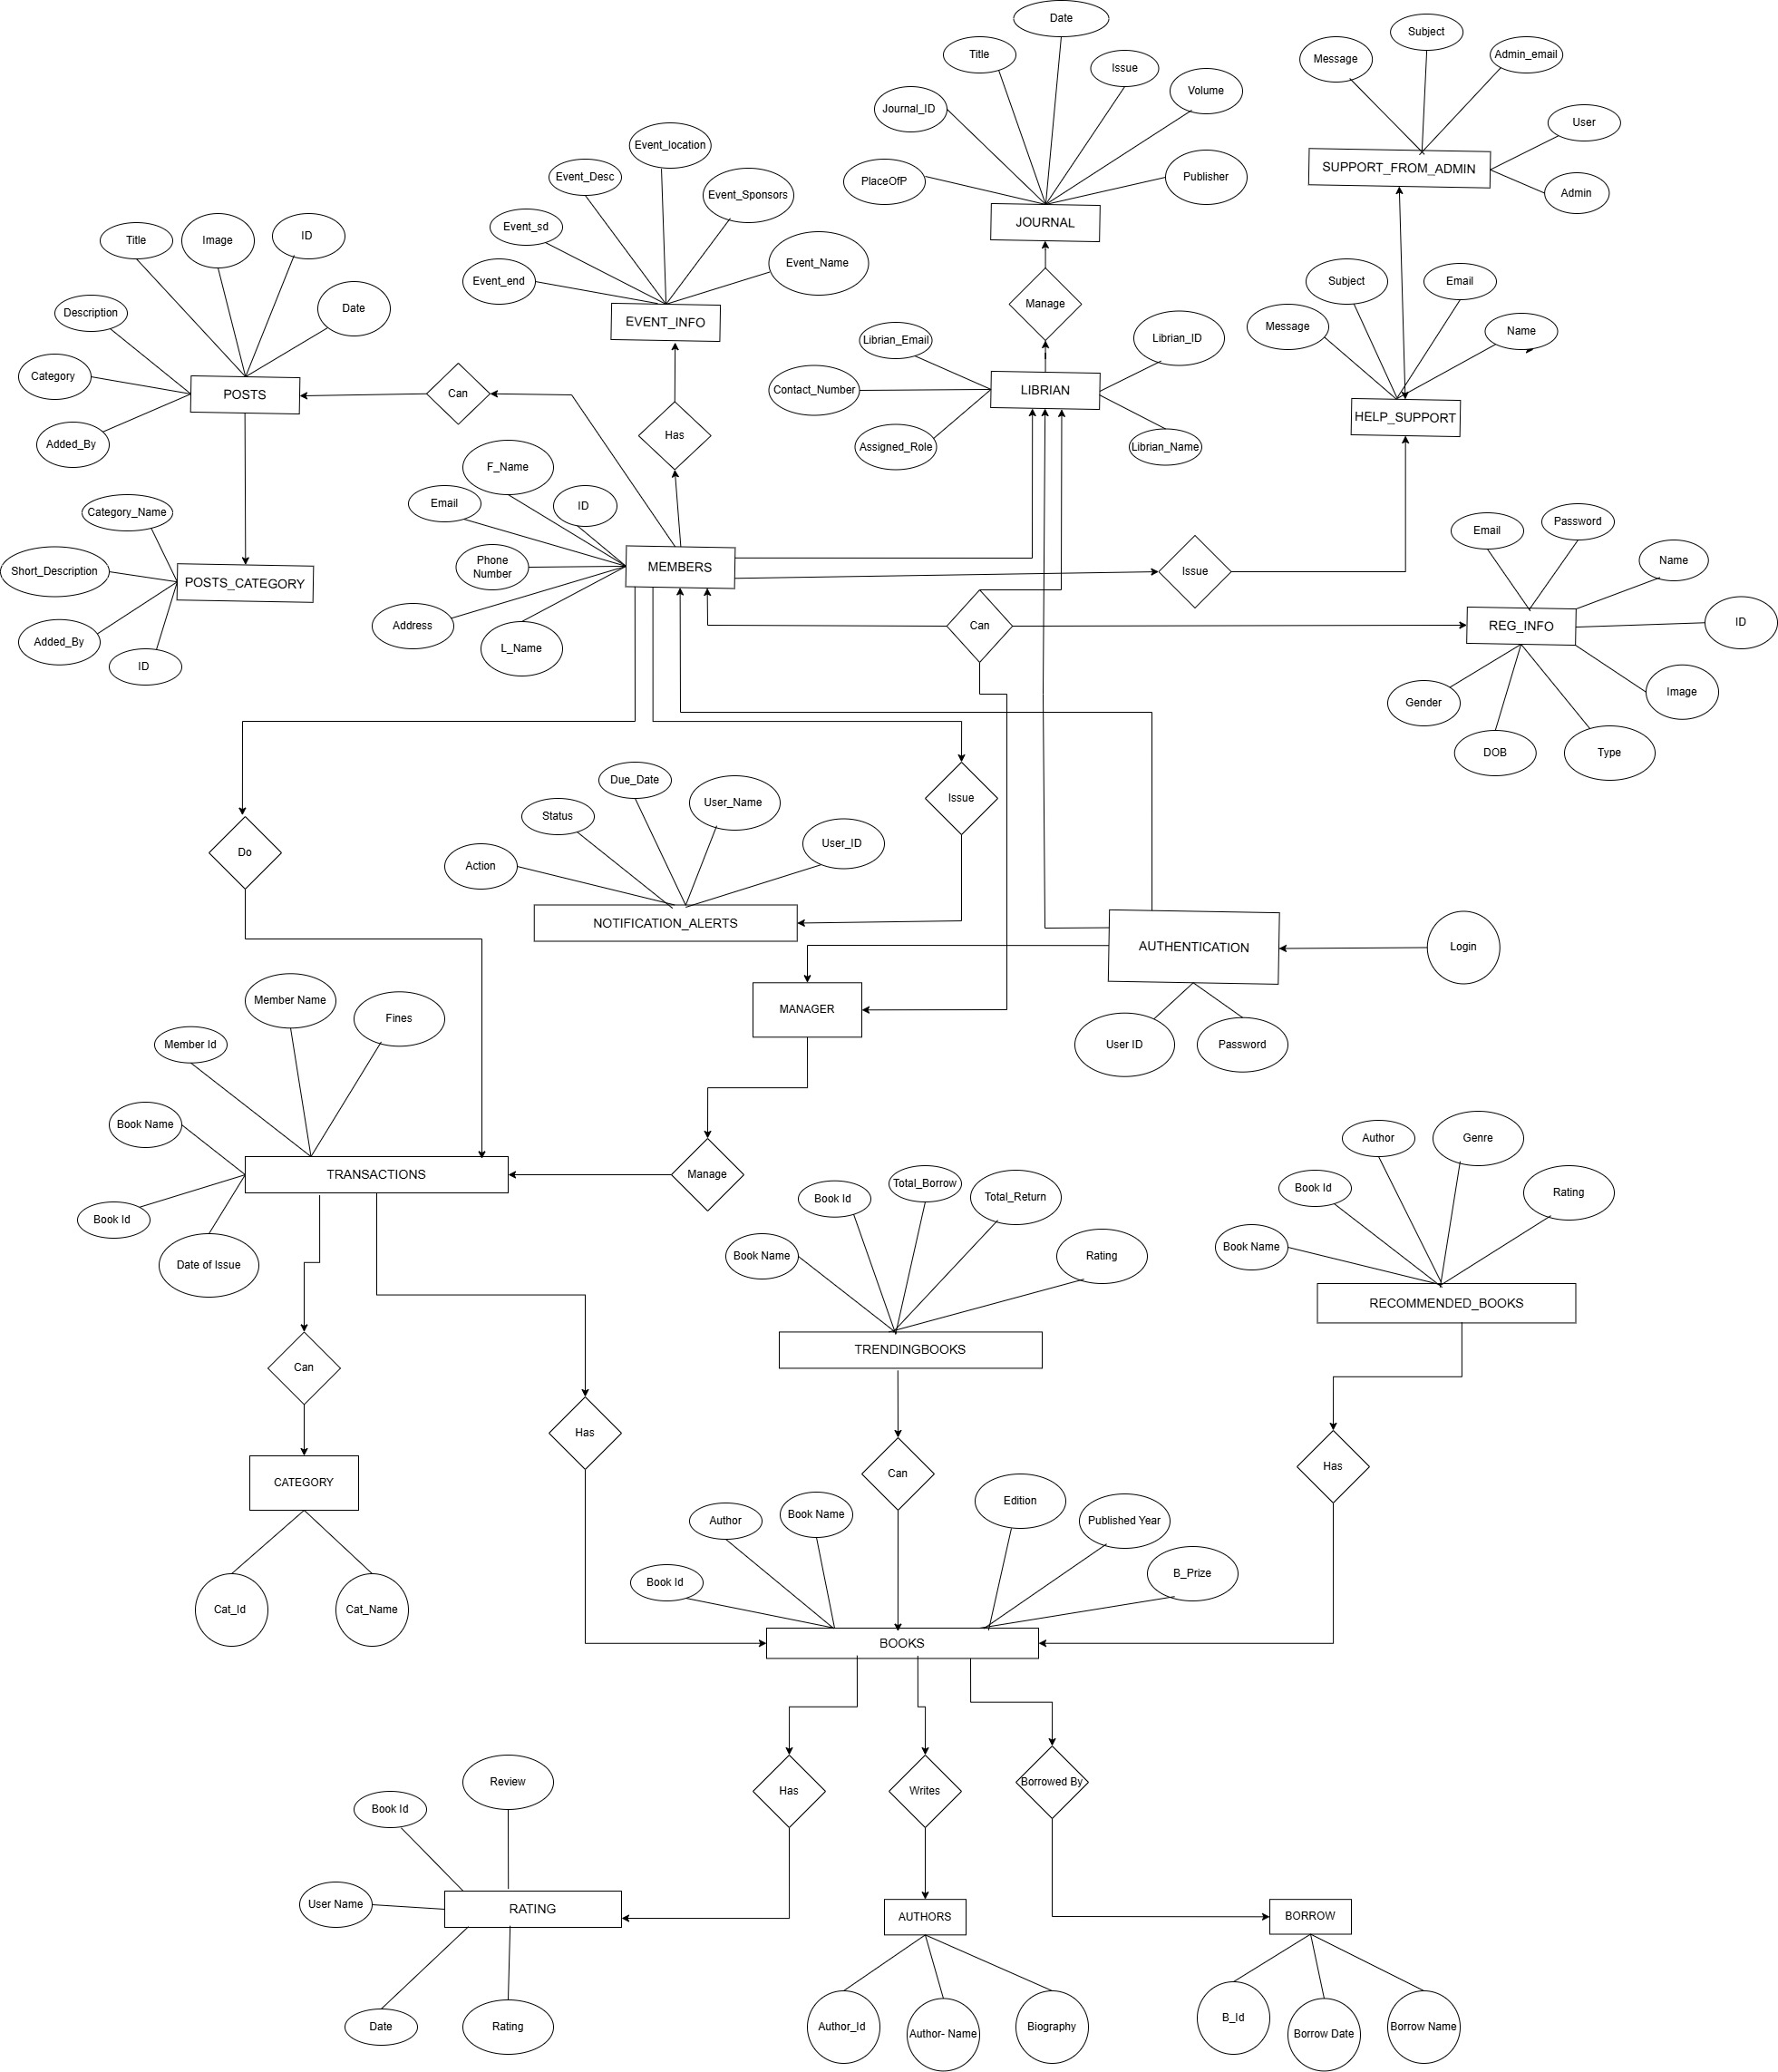 Date
Title
Issue
Volume
Journal_ID
PlaceOfP
Publisher
JOURNAL
Manage
Subject
Message
Admin_email
User
Admin
SUPPORT_FROM_ADMIN
Subject
Email
Message
Name
HELP_SUPPORT
Event_location
Event_Desc
Event_Sponsors
Event_sd
Event_Name
Event_end
EVENT_INFO
Has
Title
Image
ID
Date
Description
Category
Added_By
POSTS
Can
Librian_Email
Librian_ID
Contact_Number
Assigned_Role
Librian_Name
LIBRIAN
Category_Name
Short_Description
Added_By
ID
POSTS_CATEGORY
F_Name
Email
ID
Phone
Number
Address
L_Name
MEMBERS
Issue
Can
Email
Password
Name
ID
Image
Type
DOB
Gender
REG_INFO
Do
Issue
Due_Date
User_Name
Status
User_ID
Action
NOTIFICATION_ALERTS
AUTHENTICATION
Login
User ID
Password
MANAGER
Manage
Member Name
Fines
Member Id
Book Name
Book Id
Date of Issue
TRANSACTIONS
Can
CATEGORY
Cat_Id
Cat_Name
Has
Total_Borrow
Book Id
Total_Return
Book Name
Rating
TRENDINGBOOKS
Can
Author
Genre
Book Id
Rating
Book Name
RECOMMENDED_BOOKS
Has
Edition
Book Name
Author
Published Year
Book Id
B_Prize
BOOKS
Has
Writes
Borrowed By
Review
Book Id
User Name
Date
Rating
RATING
AUTHORS
Author_Id
Author- Name
Biography
BORROW
B_Id
Borrow Date
Borrow Name